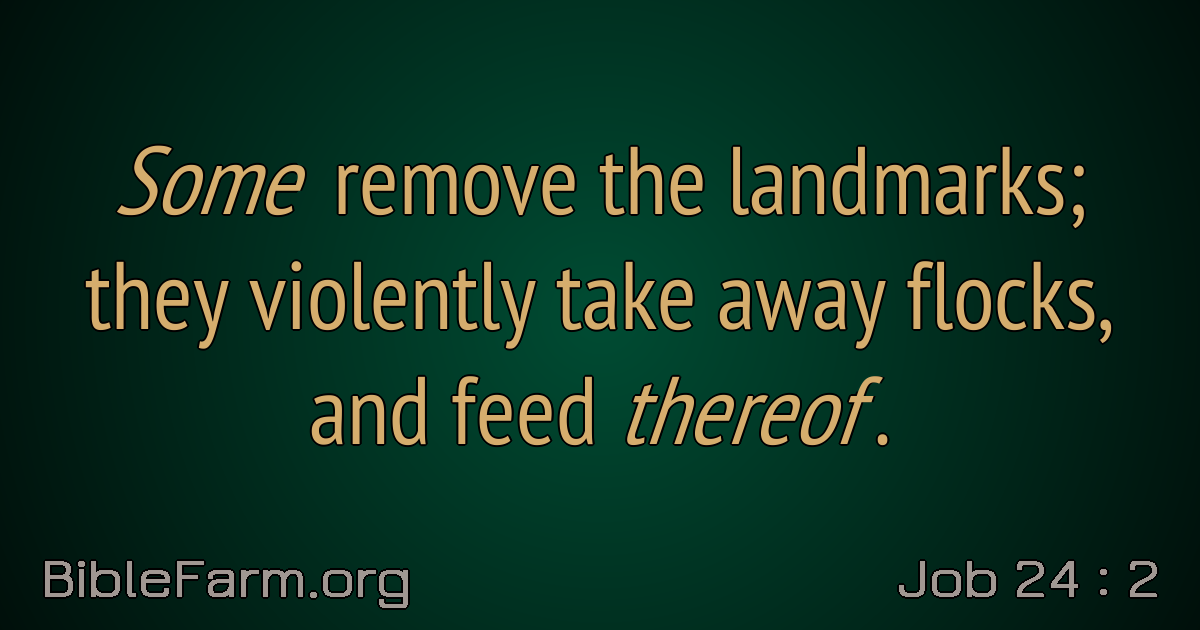 Some remove the landmarks;
they violently take away flocks,
and feed thereof.
BibleFarm.org
Job 24 : 2